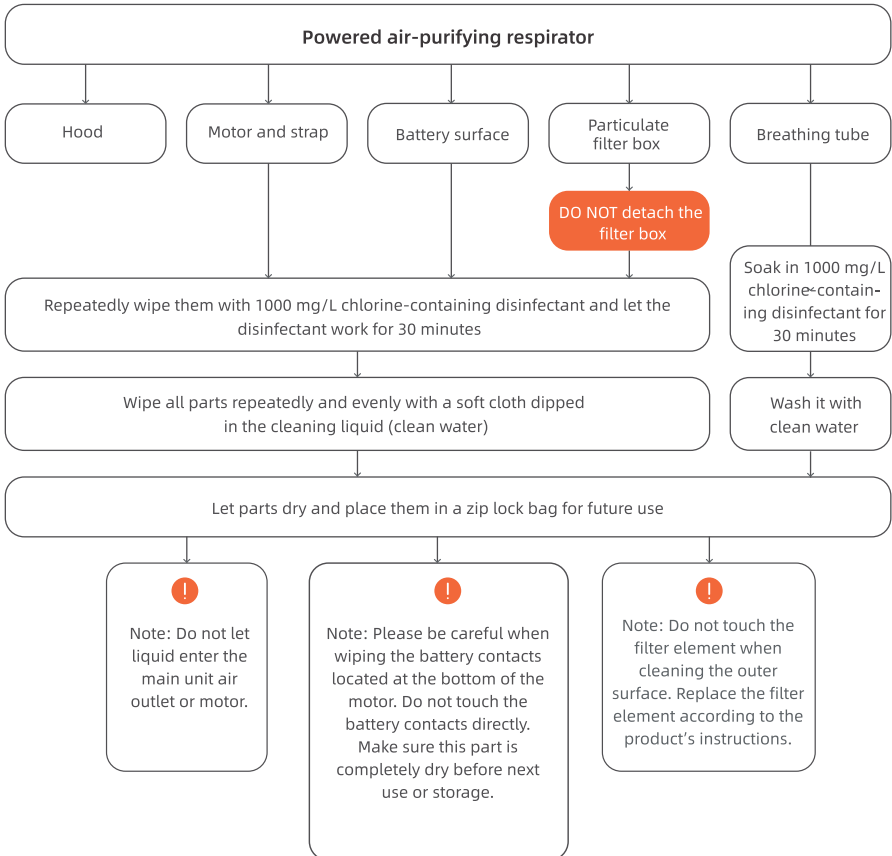 Powered air-purifying respirator
Hood
Motor and strap
Battery surface
Particulate
filter box
Breathing tube
DO NOT detach the
filter box
Repeatedly wipe them with 1000 mg/L chlorine-containing disinfectant and let the
disinfectant work for 30 minutes
Soak in 1000 mg/L
chlorine-contain-
ing disinfectant for
30 minutes
Wipe all parts repeatedly and evenly with a soft cloth dipped
in the cleaning liquid (clean water)
Wash it with
clean water
Let parts dry and place them in a zip lock bag for future use
!
Note: Do not let
liquid enter the
main unit air
outlet or motor.
!
Note: Please be careful when
wiping the battery contacts
located at the bottom of the
motor. Do not touch the
battery contacts directly.
Make sure this part is
completely dry before next
use or storage.
!
Note: Do not touch the
filter element when
cleaning the outer
surface. Replace the filter
element according to the
product’s instructions.